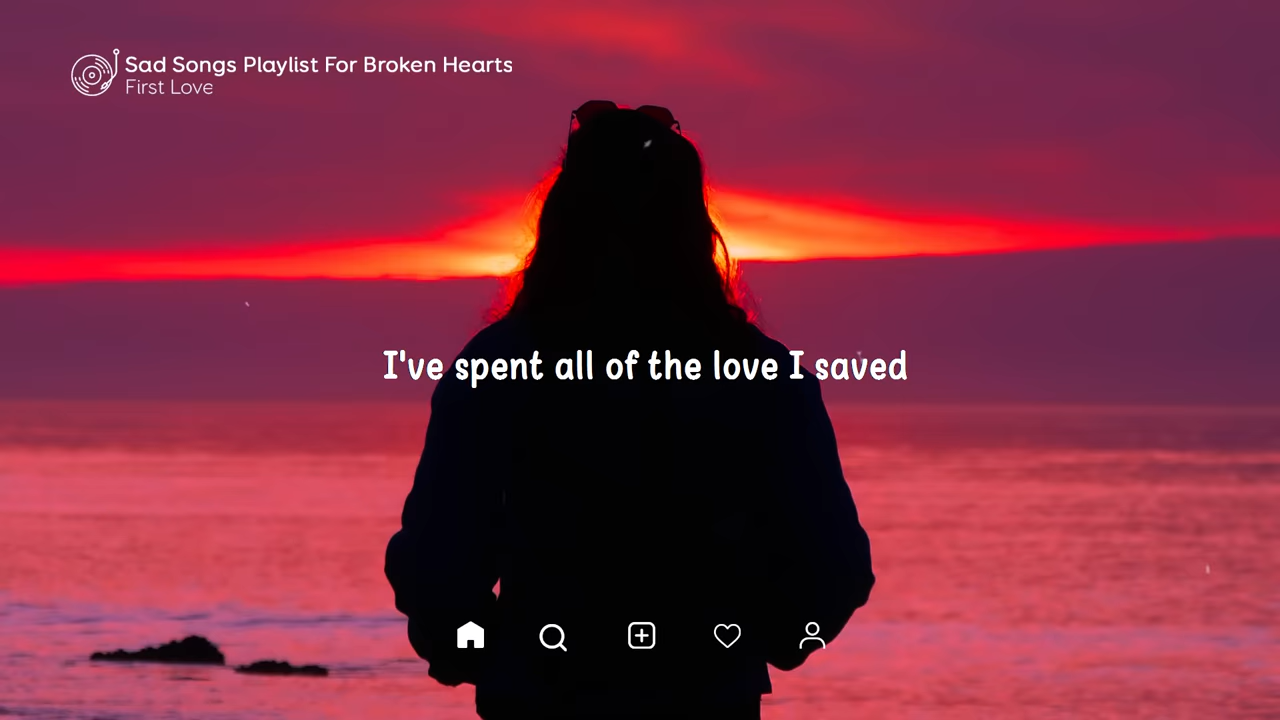 Sad Songs Playlist For Broken Hearts
First Love
I've spent all of the love I saved